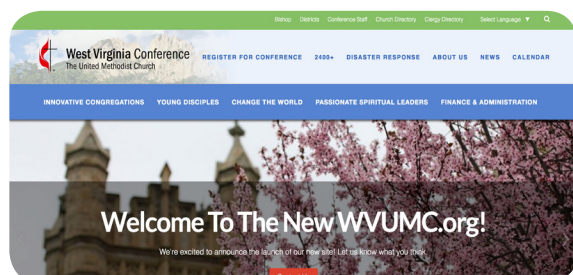 Bishop Districts Conference Staff Church Directory Clergy Directory Select Language ▼
West Virginia Conference
The United Methodist Church
REGISTER FOR CONFERENCE 2400+ DISASTER RESPONSE ABOUT US NEWS CALENDAR
INNOVATIVE CONGREGATIONS YOUNG DISCIPLES CHANGE THE WORLD PASSIONATE SPIRITUAL LEADERS FINANCE & ADMINISTRATION
Welcome To The New WVUMC.org!
We're excited to announce the launch of our new site! Let us know what you think.